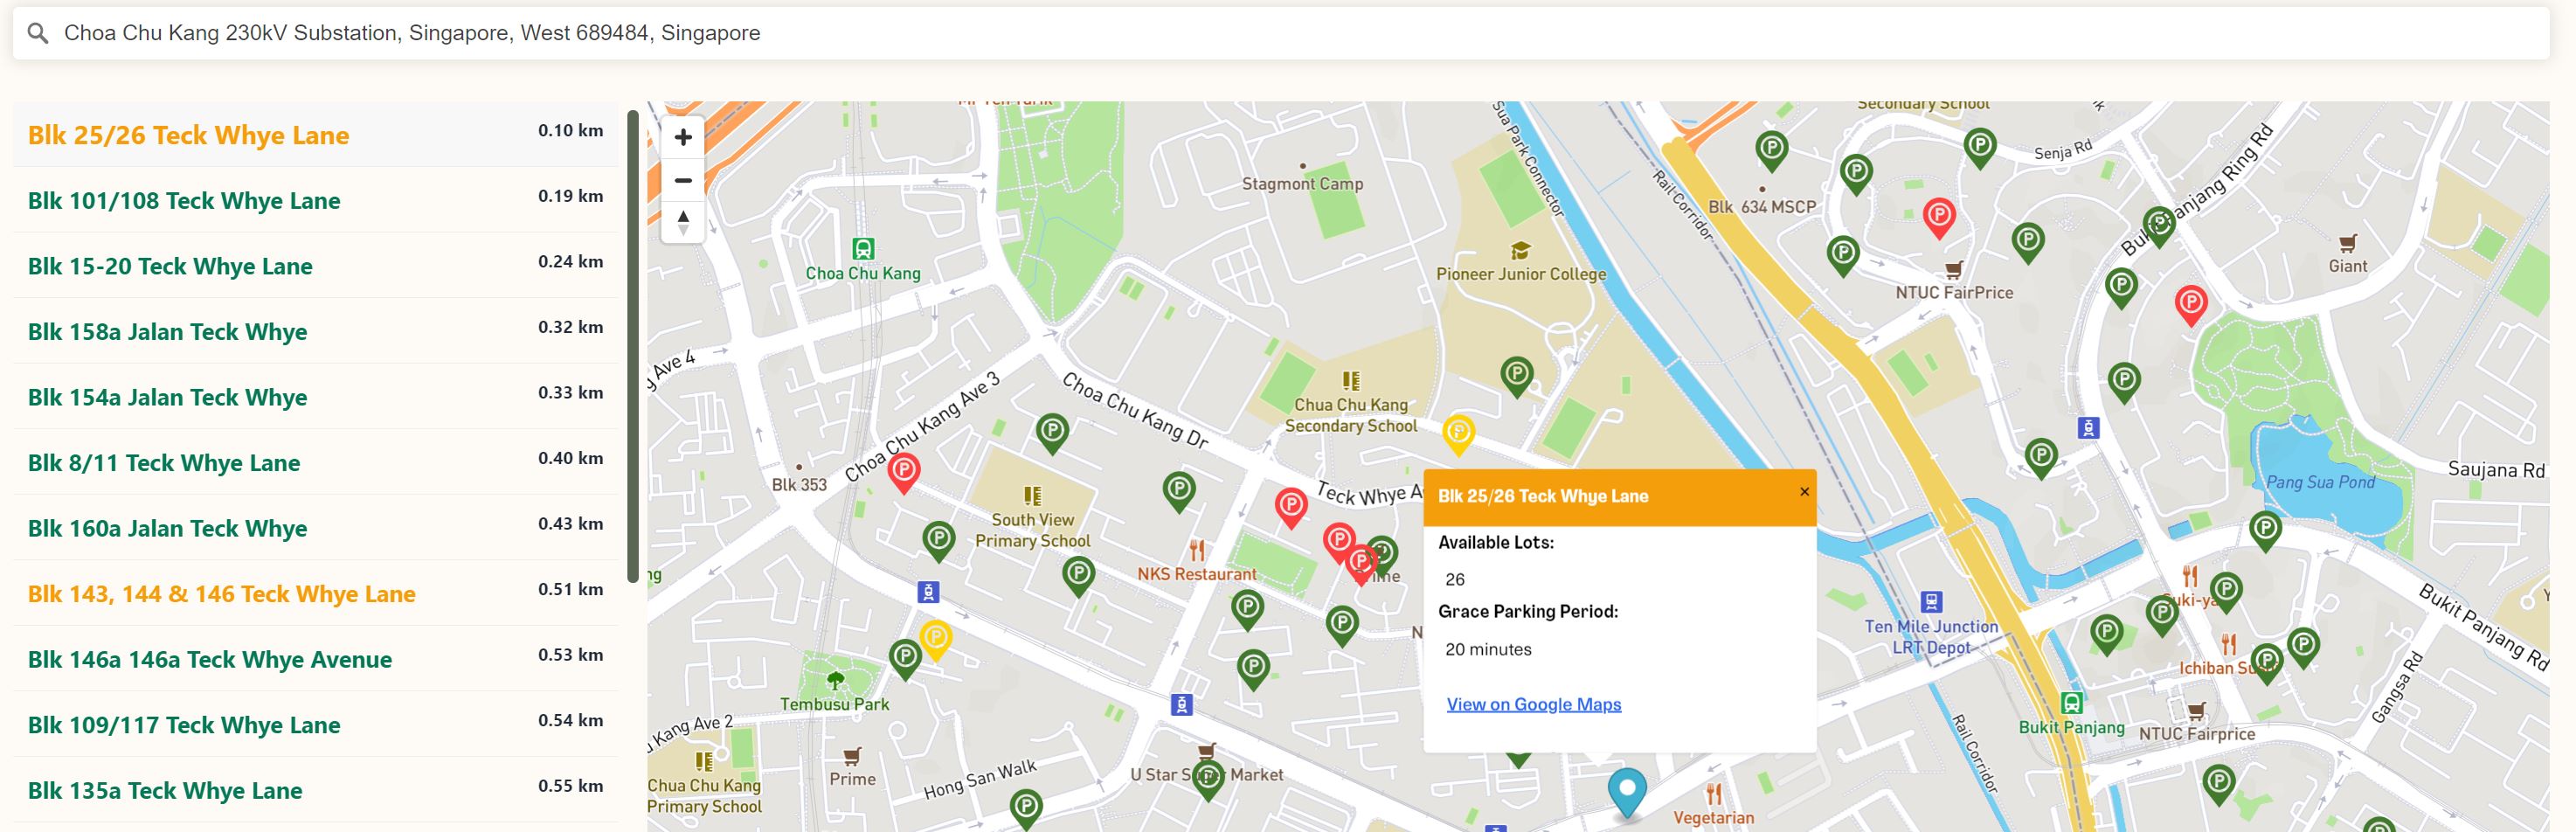 Choa Chu Kang 230kV Substation, Singapore, West 689484, Singapore
Blk 25/26 Teck Whye Lane 0.10 km
Blk 101/108 Teck Whye Lane 0.19 km
Blk 15-20 Teck Whye Lane 0.24 km
Blk 158a Jalan Teck Whye 0.32 km
Blk 154a Jalan Teck Whye 0.33 km
Blk 8/11 Teck Whye Lane 0.40 km
Blk 160a Jalan Teck Whye 0.43 km
Blk 143, 144 & 146 Teck Whye Lane 0.51 km
Blk 146a 146a Teck Whye Avenue 0.53 km
Blk 109/117 Teck Whye Lane 0.54 km
Blk 135a Teck Whye Lane 0.55 km
Secondary School
Senja Rd
Stagmont Camp
Sua Park Connector
Rail Corridor
Blk 634 MSCP
Choa Chu Kang
Pioneer Junior College
NTUC FairPrice
Giant
Ave 4
Choa Chu Kang Ave 3
Choa Chu Kang Dr
Chua Chu Kang
Secondary School
Blk 353
Teck Whye A
Saujana Rd
Pang Sua Pond
South View
Primary School
NKS Restaurant
Blk 25/26 Teck Whye Lane ×
Available Lots:
26
Grace Parking Period:
20 minutes
View on Google Maps
Ten Mile Junction
LRT Depot
Bukit Panjang Rd
Ichiban
Gangsa Rd
Tembusu Park
Kang Ave 2
Bukit Panjang
NTUC Fairprice
Rail Corridor
Chua Chu Kang
Primary School
Prime
Hong San Walk
U Star Market
Vegetarian